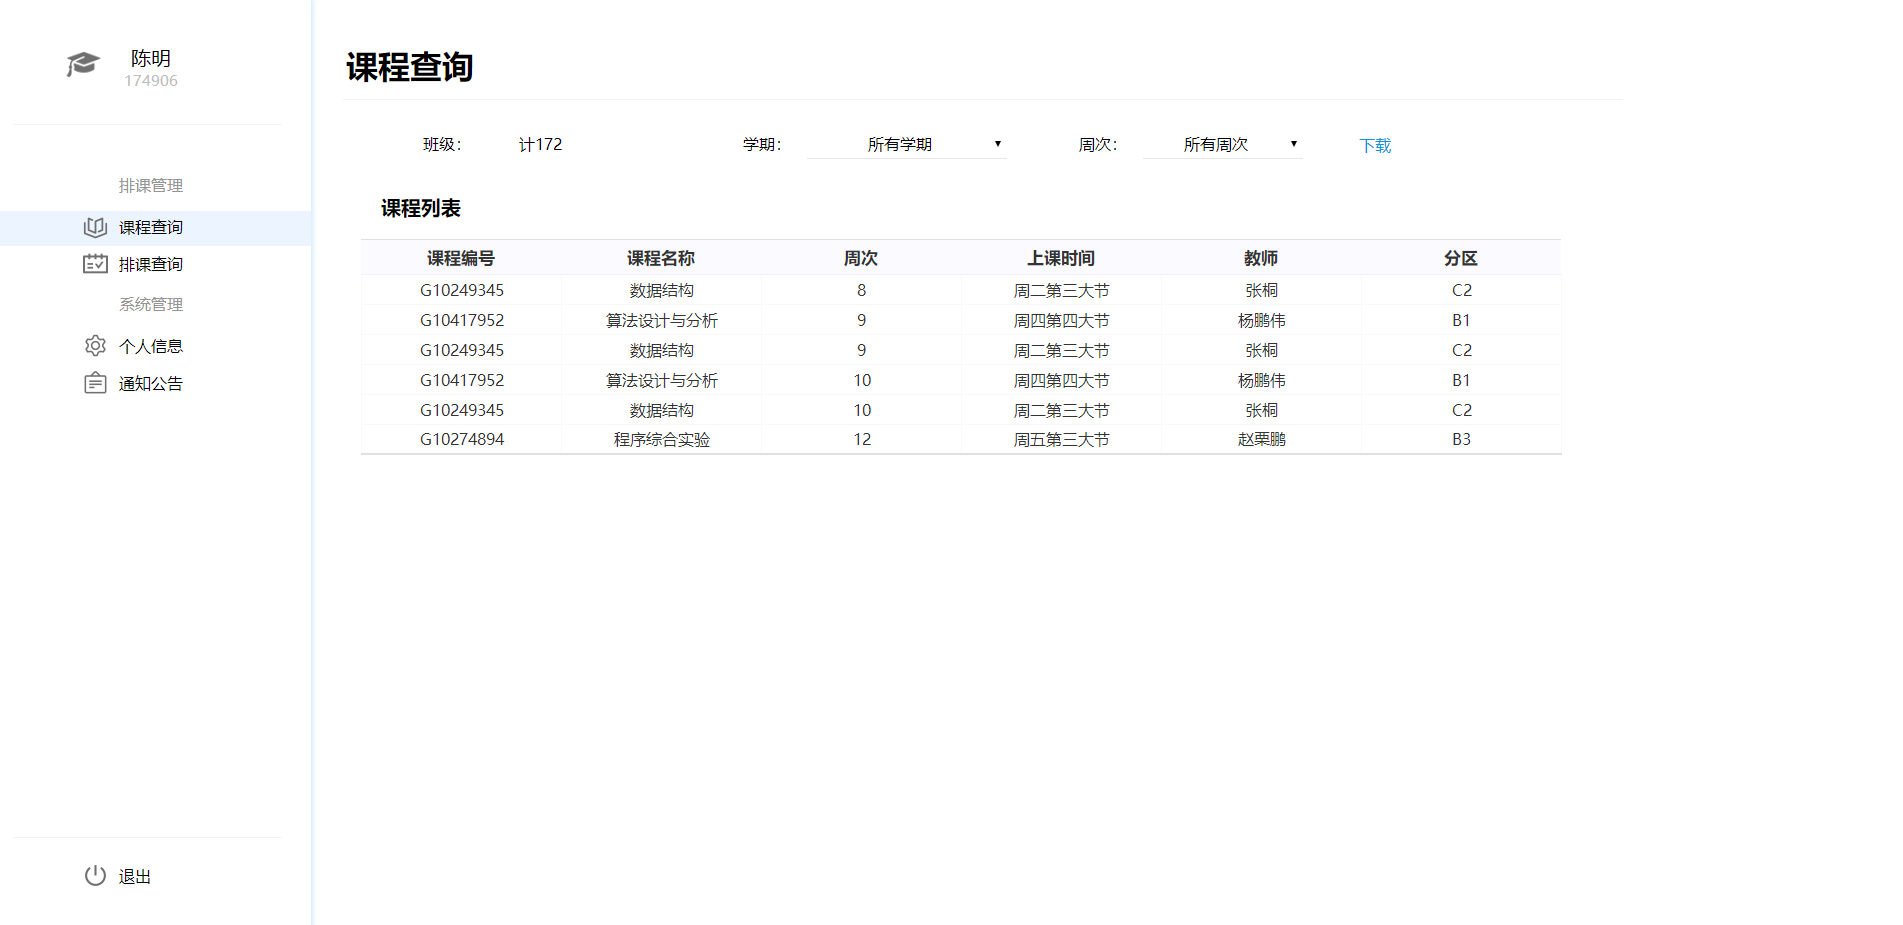 陈明
174906
排课管理
课程查询
排课查询
系统管理
个人信息
通知公告
退出
课程查询
班级： 计172 学期： 所有学期 周次： 所有周次 下载
课程列表
课程编号 课程名称 周次 上课时间 教师 分区
G10249345 数据结构 8 周二第三大节 张桐 C2
G10417952 算法设计与分析 9 周四第四大节 杨鹏伟 B1
G10249345 数据结构 9 周二第三大节 张桐 C2
G10417952 算法设计与分析 10 周四第四大节 杨鹏伟 B1
G10249345 数据结构 10 周二第三大节 张桐 C2
G10274894 程序综合实验 12 周五第三大节 赵栗鹏 B3